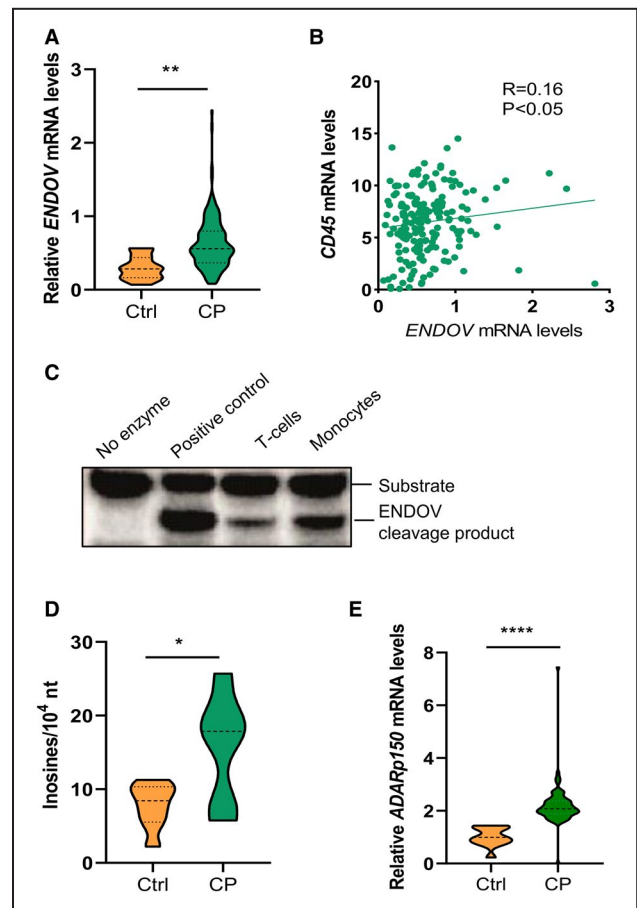 A
Relative ENDOV mRNA levels
3
2
1
0
**
Ctrl
CP
B
CD45 mRNA levels
20
15
10
5
0
R=0.16
P<0.05
0
1
2
3
ENDOV mRNA levels
C
No enzyme
Positive control
T-cells
Monocytes
Substrate
ENDOV
cleavage product
D
Inosines/10⁴ nt
30
20
10
0
*
Ctrl
CP
E
Relative ADARp150 mRNA levels
8
6
4
2
0
****
Ctrl
CP